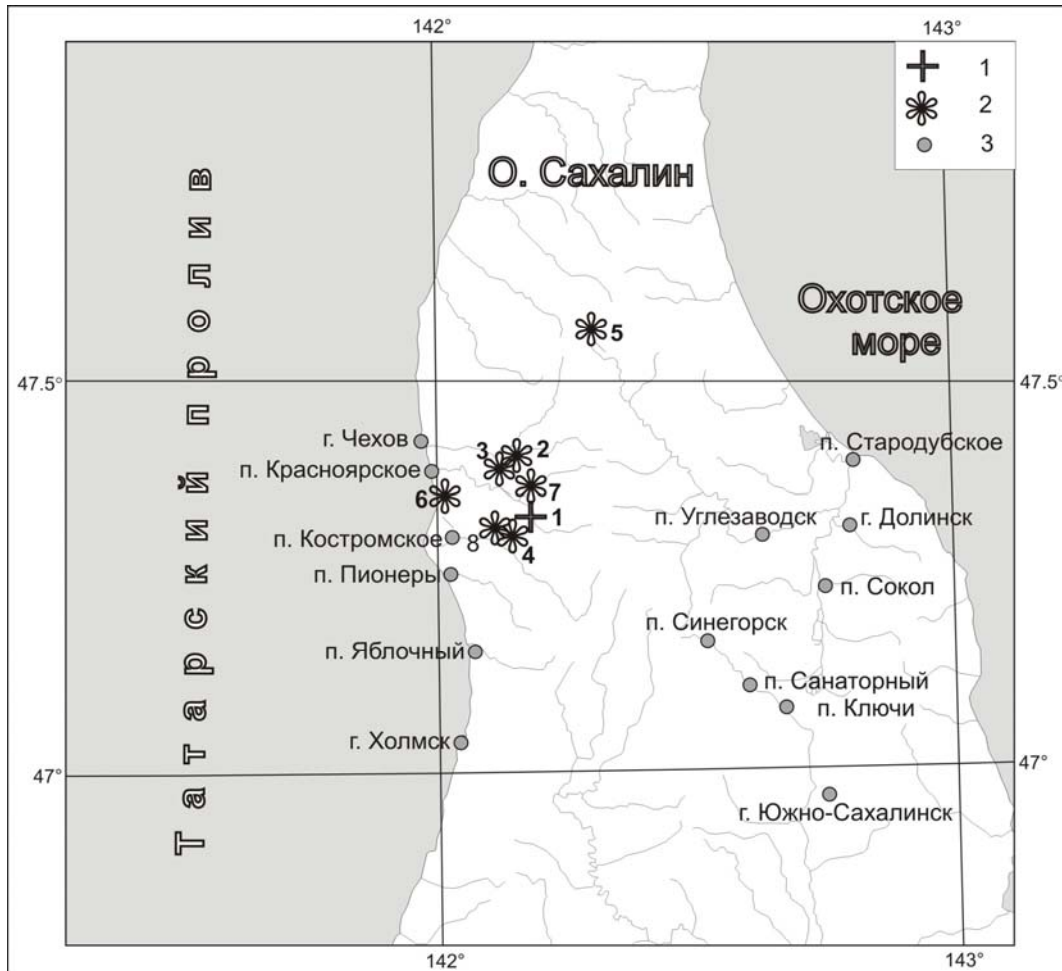 142°
143°
1
2
3
О. Сахалин
Татарский пролив
Охотское
море
5
47.5°
47.5°
г. Чехов
3
2
п. Стародубское
п. Красноярское
6
7
1
п. Углезаводск
г. Долинск
п. Костромское
8
4
п. Пионеры
п. Сокол
п. Синегорск
п. Яблочный
п. Санаторный
п. Ключи
г. Холмск
47°
47°
г. Южно-Сахалинск
142°
143°